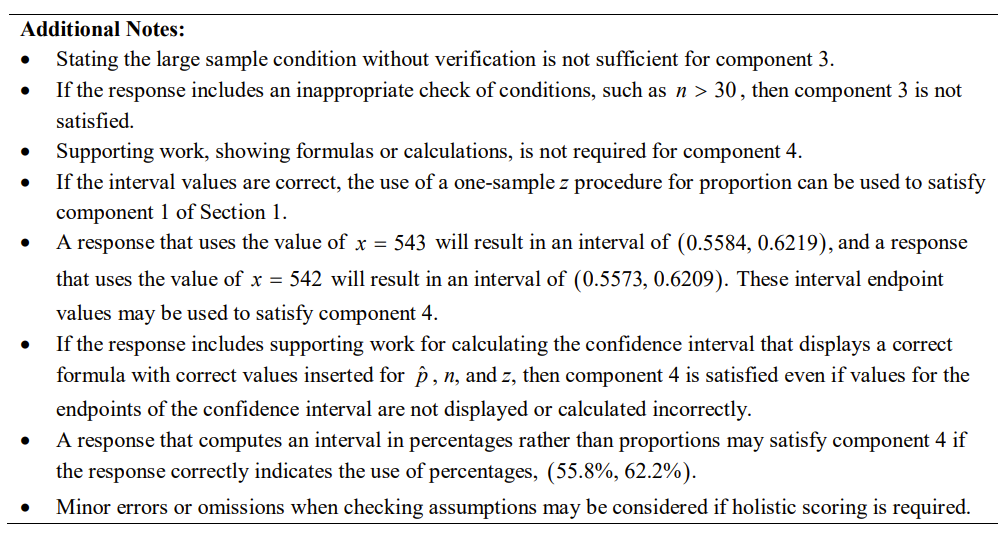 Additional Notes:
• Stating the large sample condition without verification is not sufficient for component 3.
• If the response includes an inappropriate check of conditions, such as n > 30, then component 3 is not
satisfied.
• Supporting work, showing formulas or calculations, is not required for component 4.
• If the interval values are correct, the use of a one-sample z procedure for proportion can be used to satisfy
component 1 of Section 1.
• A response that uses the value of x = 543 will result in an interval of (0.5584, 0.6219), and a response
that uses the value of x = 542 will result in an interval of (0.5573, 0.6209). These interval endpoint
values may be used to satisfy component 4.
• If the response includes supporting work for calculating the confidence interval that displays a correct
formula with correct values inserted for p̂, n, and z, then component 4 is satisfied even if values for the
endpoints of the confidence interval are not displayed or calculated incorrectly.
• A response that computes an interval in percentages rather than proportions may satisfy component 4 if
the response correctly indicates the use of percentages, (55.8%, 62.2%).
• Minor errors or omissions when checking assumptions may be considered if holistic scoring is required.